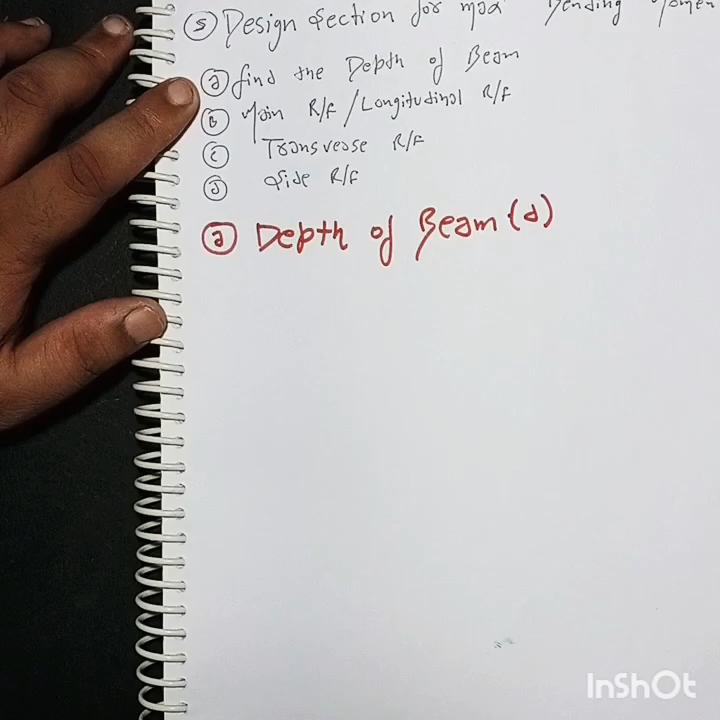 ⑤ Design Section for max Bending Momen
ⓐ find the Depth of Beam
ⓑ Main R/F / Longitudinal R/F
ⓒ Transverse R/F
ⓓ Side R/F
ⓐ Depth of Beam (d)
InShOt